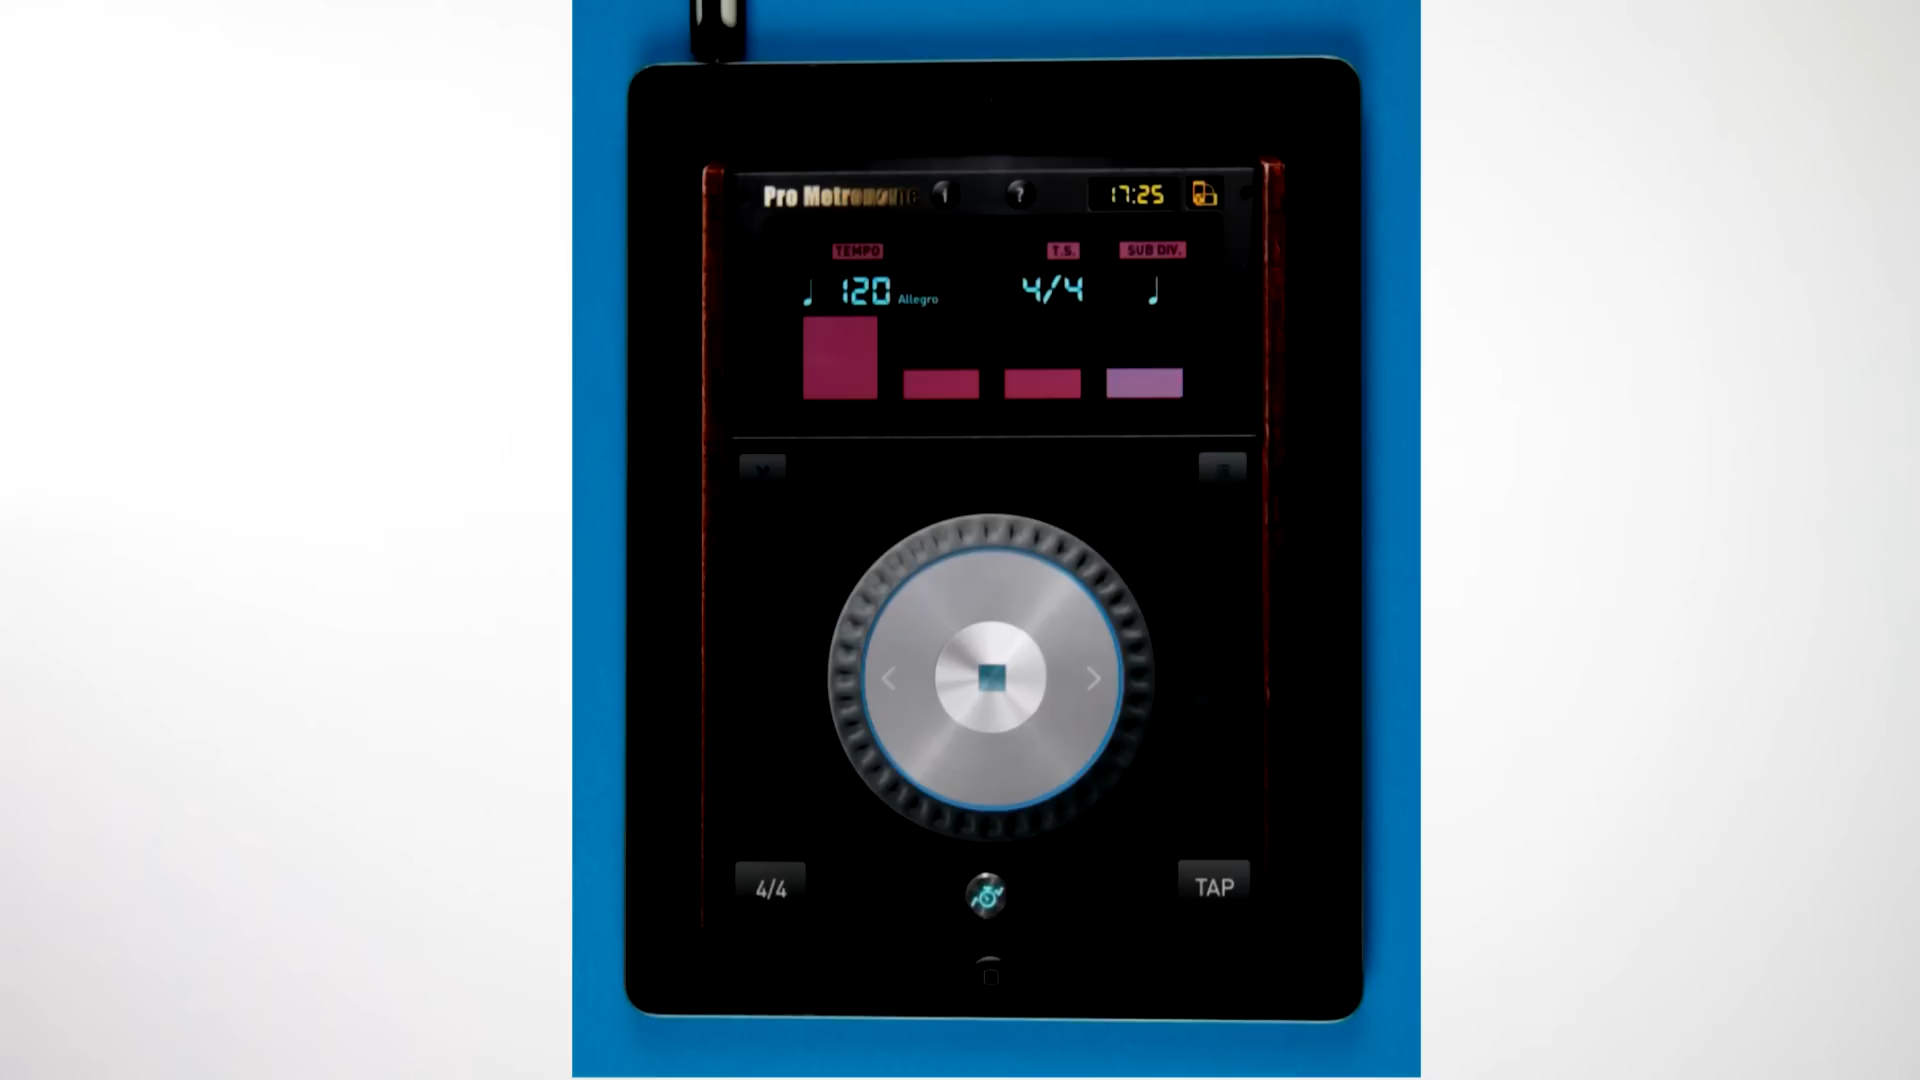 Pro Metronome i ? 17:25
TEMPO T.S. SUB DIV.
120 Allegro 4/4
4/4 TAP